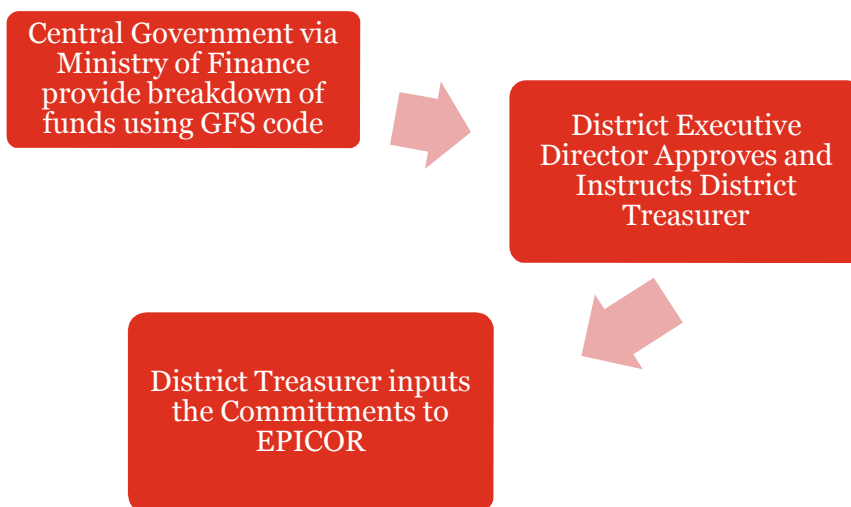 Central Government via
Ministry of Finance
provide breakdown of
funds using GFS code
District Executive
Director Approves and
Instructs District
Treasurer
District Treasurer inputs
the Committments to
EPICOR